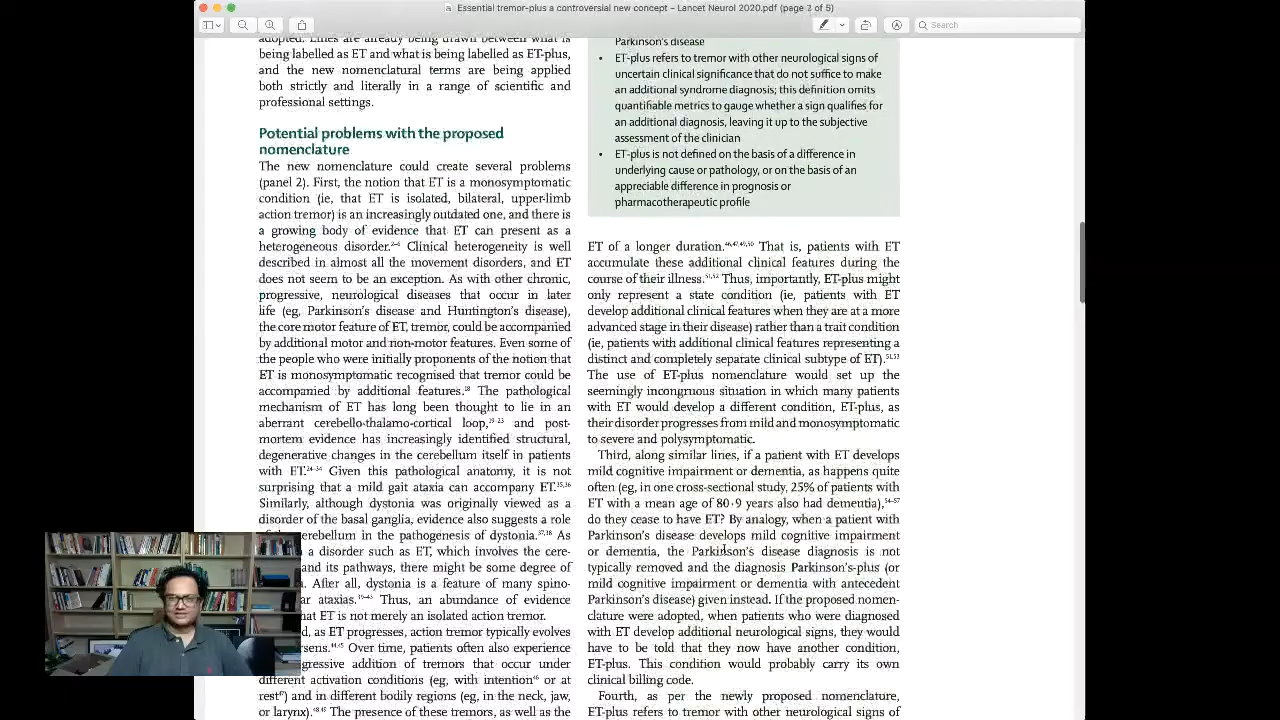 Essential tremor-plus a controversial new concept – Lancet Neurol 2020.pdf (page 2 of 5)
Search
adopted. Lines are already being drawn between what is
being labelled as ET and what is being labelled as ET-plus,
and the new nomenclatural terms are being applied
both strictly and literally in a range of scientific and
professional settings.
Potential problems with the proposed
nomenclature
The new nomenclature could create several problems
(panel 2). First, the notion that ET is a monosymptomatic
condition (ie, that ET is isolated, bilateral, upper-limb
action tremor) is an increasingly outdated one, and there is
a growing body of evidence that ET can present as a
heterogeneous disorder.2–6 Clinical heterogeneity is well
described in almost all the movement disorders, and ET
does not seem to be an exception. As with other chronic,
progressive, neurological diseases that occur in later
life (eg, Parkinson's disease and Huntington's disease),
the core motor feature of ET, tremor, could be accompanied
by additional motor and non-motor features. Even some of
the people who were initially proponents of the notion that
ET is monosymptomatic recognised that tremor could be
accompanied by additional features.18 The pathological
mechanism of ET has long been thought to lie in an
aberrant cerebello-thalamo-cortical loop,19–23 and post-
mortem evidence has increasingly identified structural,
degenerative changes in the cerebellum itself in patients
with ET.24–34 Given this pathological anatomy, it is not
surprising that a mild gait ataxia can accompany ET.35,36
Similarly, although dystonia was originally viewed as a
disorder of the basal ganglia, evidence also suggests a role
cerebellum in the pathogenesis of dystonia.37,38 As
a disorder such as ET, which involves the cere-
and its pathways, there might be some degree of
After all, dystonia is a feature of many spino-
ar ataxias.39–43 Thus, an abundance of evidence
hat ET is not merely an isolated action tremor.
d, as ET progresses, action tremor typically evolves
rsens.44,45 Over time, patients often also experience
gressive addition of tremors that occur under
different activation conditions (eg, with intention46 or at
rest47) and in different bodily regions (eg, in the neck, jaw,
or larynx).48,49 The presence of these tremors, as well as the
Parkinson's disease
• ET-plus refers to tremor with other neurological signs of
uncertain clinical significance that do not suffice to make
an additional syndrome diagnosis; this definition omits
quantifiable metrics to gauge whether a sign qualifies for
an additional diagnosis, leaving it up to the subjective
assessment of the clinician
• ET-plus is not defined on the basis of a difference in
underlying cause or pathology, or on the basis of an
appreciable difference in prognosis or
pharmacotherapeutic profile
ET of a longer duration.46,47,49,50 That is, patients with ET
accumulate these additional clinical features during the
course of their illness.51,52 Thus, importantly, ET-plus might
only represent a state condition (ie, patients with ET
develop additional clinical features when they are at a more
advanced stage in their disease) rather than a trait condition
(ie, patients with additional clinical features representing a
distinct and completely separate clinical subtype of ET).51,53
The use of ET-plus nomenclature would set up the
seemingly incongruous situation in which many patients
with ET would develop a different condition, ET-plus, as
their disorder progresses from mild and monosymptomatic
to severe and polysymptomatic.
Third, along similar lines, if a patient with ET develops
mild cognitive impairment or dementia, as happens quite
often (eg, in one cross-sectional study, 25% of patients with
ET with a mean age of 80·9 years also had dementia),54–57
do they cease to have ET? By analogy, when a patient with
Parkinson's disease develops mild cognitive impairment
or dementia, the Parkinson's disease diagnosis is not
typically removed and the diagnosis Parkinson's-plus (or
mild cognitive impairment or dementia with antecedent
Parkinson's disease) given instead. If the proposed nomen-
clature were adopted, when patients who were diagnosed
with ET develop additional neurological signs, they would
have to be told that they now have another condition,
ET-plus. This condition would probably carry its own
clinical billing code.
Fourth, as per the newly proposed nomenclature,
ET-plus refers to tremor with other neurological signs of